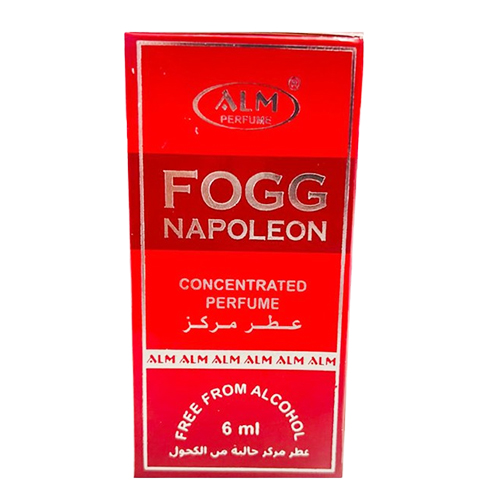 ALM ®
PERFUME
FOGG
NAPOLEON
CONCENTRATED
PERFUME
عطر مركز
ALM ALM ALM ALM ALM ALM
FREE FROM ALCOHOL
6 ml
عطر مركز خالية من الكحول